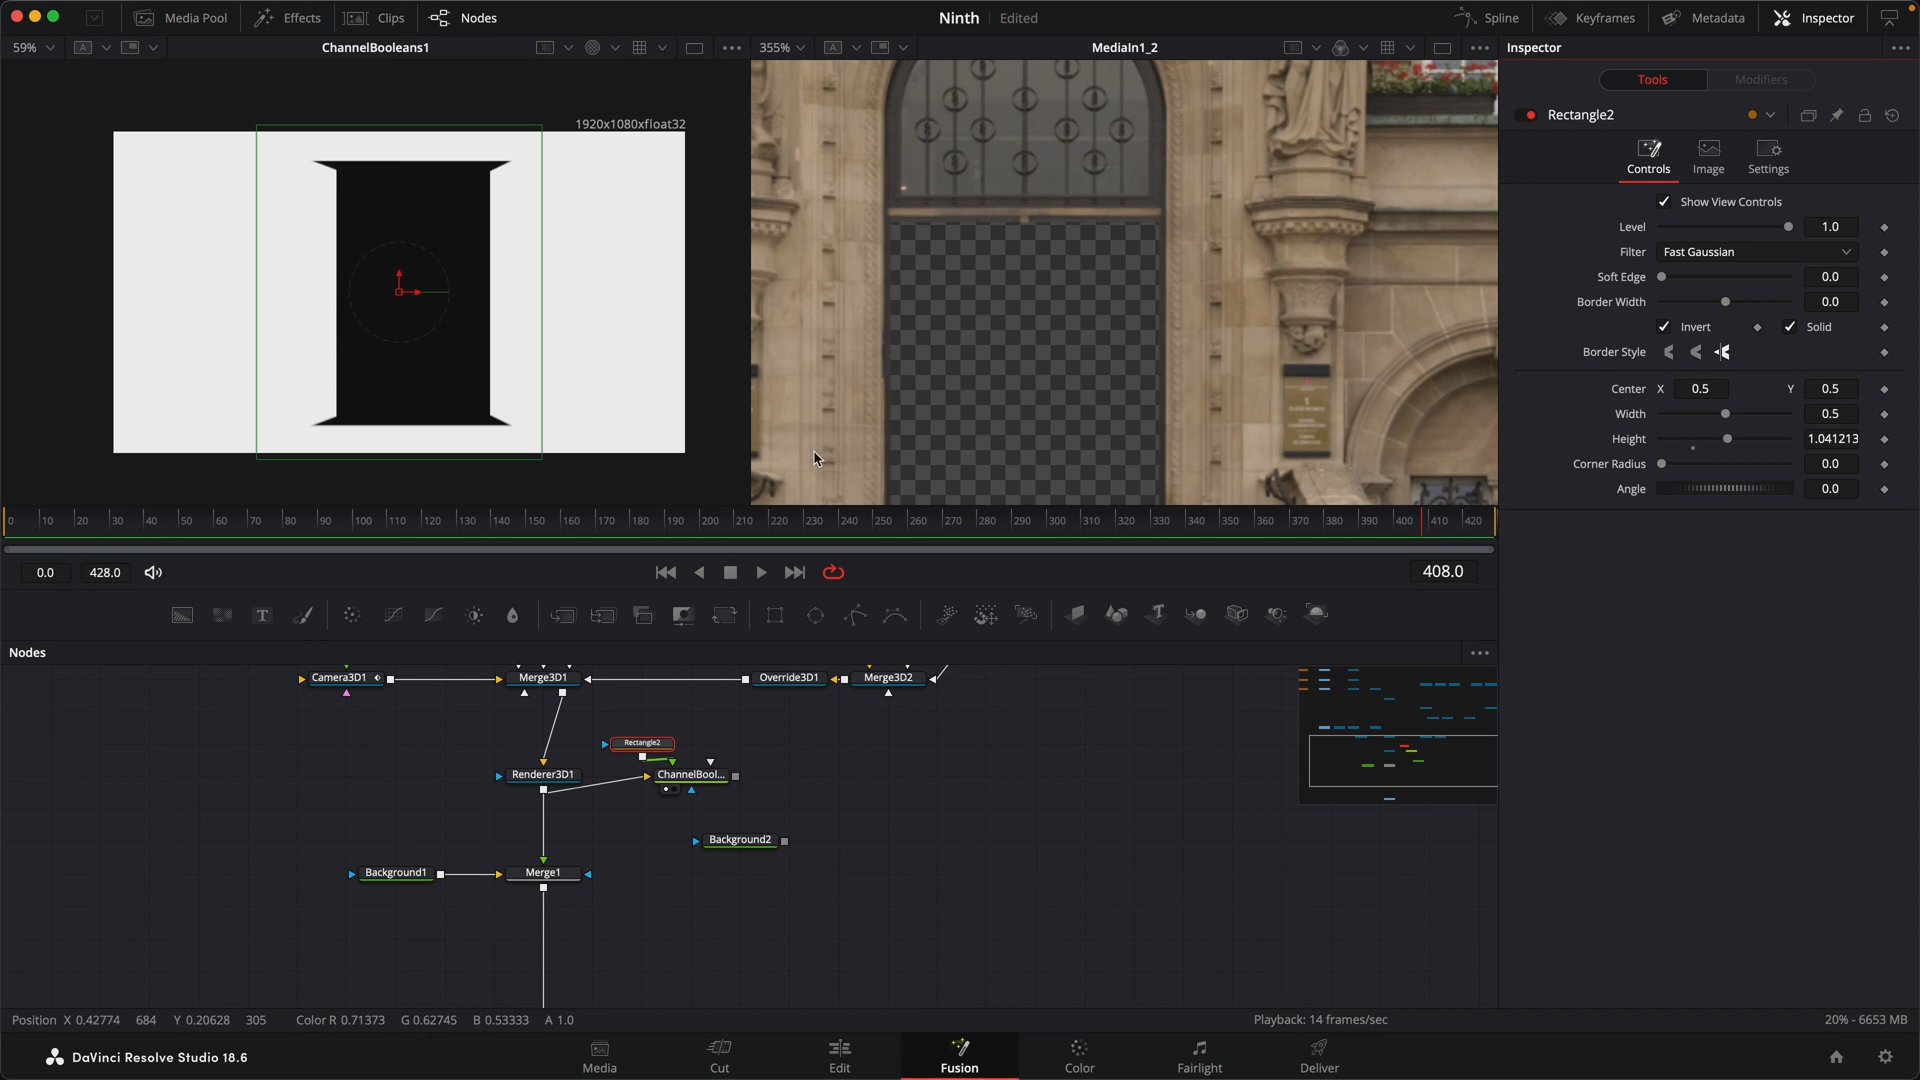 Media Pool
Effects
Clips
Nodes
Ninth
Edited
Spline
Keyframes
Metadata
Inspector
59%
A
ChannelBooleans1
355%
A
MediaIn1_2
Inspector
1920x1080xfloat32
Tools
Modifiers
Rectangle2
Controls
Image
Settings
Show View Controls
Level 1.0
Filter Fast Gaussian
Soft Edge 0.0
Border Width 0.0
Invert Solid
Border Style
Center X 0.5 Y 0.5
Width 0.5
Height 1.041213
Corner Radius 0.0
Angle 0.0
0 10 20 30 40 50 60 70 80 90 100 110 120 130 140 150 160 170 180 190 200 210 220 230 240 250 260 270 280 290 300 310 320 330 340 350 360 370 380 390 400 410 420
0.0
428.0
408.0
Nodes
Camera3D1
Merge3D1
Override3D1
Merge3D2
Rectangle2
Renderer3D1
ChannelBool...
Background2
Background1
Merge1
Position X 0.42774 684 Y 0.20628 305 Color R 0.71373 G 0.62745 B 0.53333 A 1.0
Playback: 14 frames/sec
20% - 6653 MB
DaVinci Resolve Studio 18.6
Media
Cut
Edit
Fusion
Color
Fairlight
Deliver